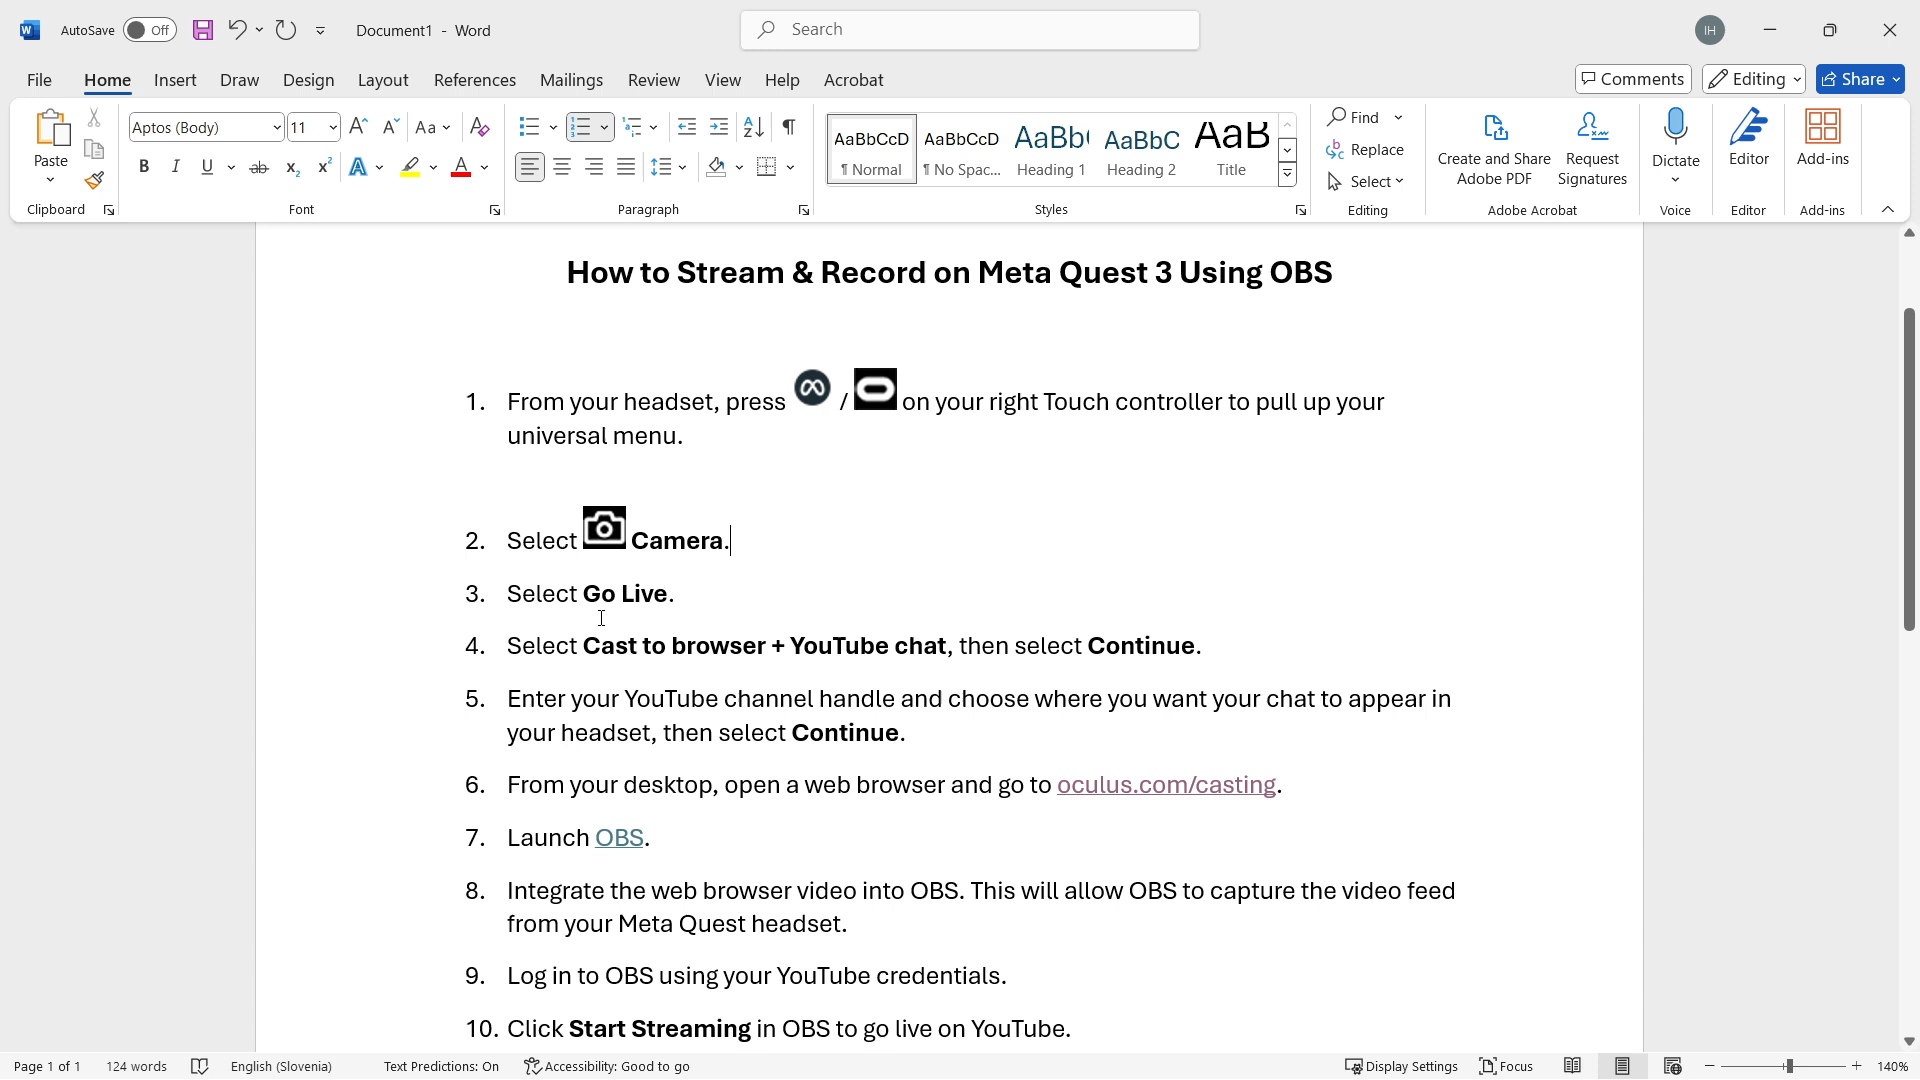 AutoSave Off Document1 - Word Search IH
File Home Insert Draw Design Layout References Mailings Review View Help Acrobat Comments Editing Share
Paste
Clipboard
Aptos (Body) 11
Font
Paragraph
AaBbCcD AaBbCcD AaBb( AaBbC AaB
¶ Normal ¶ No Spac... Heading 1 Heading 2 Title
Styles
Find
Replace
Select
Editing
Create and Share Adobe PDF
Request Signatures
Adobe Acrobat
Dictate
Voice
Editor
Editor
Add-ins
Add-ins
How to Stream & Record on Meta Quest 3 Using OBS
1. From your headset, press / on your right Touch controller to pull up your
universal menu.
2. Select Camera.
3. Select Go Live.
4. Select Cast to browser + YouTube chat, then select Continue.
5. Enter your YouTube channel handle and choose where you want your chat to appear in
your headset, then select Continue.
6. From your desktop, open a web browser and go to oculus.com/casting.
7. Launch OBS.
8. Integrate the web browser video into OBS. This will allow OBS to capture the video feed
from your Meta Quest headset.
9. Log in to OBS using your YouTube credentials.
10. Click Start Streaming in OBS to go live on YouTube.
Page 1 of 1 124 words English (Slovenia) Text Predictions: On Accessibility: Good to go Display Settings Focus 140%